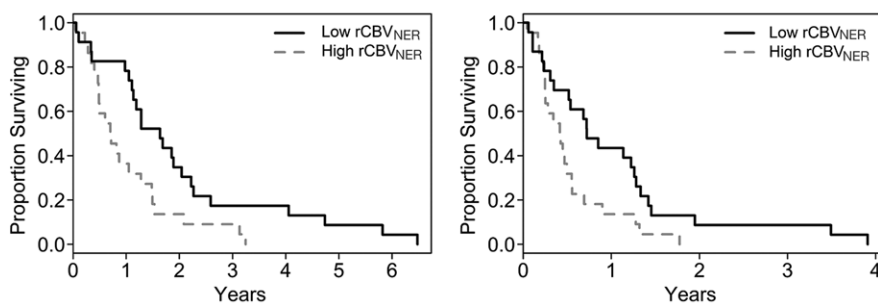 Proportion Surviving
1.0
0.8
0.6
0.4
0.2
0.0
Low rCBVNER
High rCBVNER
0 1 2 3 4 5 6
Years
Proportion Surviving
1.0
0.8
0.6
0.4
0.2
0.0
Low rCBVNER
High rCBVNER
0 1 2 3 4
Years